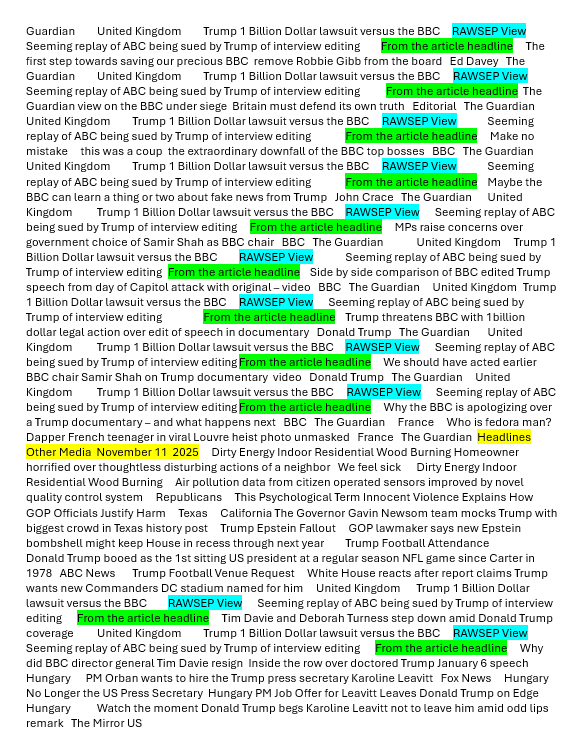 Guardian United Kingdom Trump 1 Billion Dollar lawsuit versus the BBC RAWSEP View
Seeming replay of ABC being sued by Trump of interview editing From the article headline The
first step towards saving our precious BBC remove Robbie Gibb from the board Ed Davey The
Guardian United Kingdom Trump 1 Billion Dollar lawsuit versus the BBC RAWSEP View
Seeming replay of ABC being sued by Trump of interview editing From the article headline The
Guardian view on the BBC under siege Britain must defend its own truth Editorial The Guardian
United Kingdom Trump 1 Billion Dollar lawsuit versus the BBC RAWSEP View Seeming
replay of ABC being sued by Trump of interview editing From the article headline Make no
mistake this was a coup the extraordinary downfall of the BBC top bosses BBC The Guardian
United Kingdom Trump 1 Billion Dollar lawsuit versus the BBC RAWSEP View Seeming
replay of ABC being sued by Trump of interview editing From the article headline Maybe the
BBC can learn a thing or two about fake news from Trump John Crace The Guardian United
Kingdom Trump 1 Billion Dollar lawsuit versus the BBC RAWSEP View Seeming replay of ABC
being sued by Trump of interview editing From the article headline MPs raise concerns over
government choice of Samir Shah as BBC chair BBC The Guardian United Kingdom Trump 1
Billion Dollar lawsuit versus the BBC RAWSEP View Seeming replay of ABC being sued by
Trump of interview editing From the article headline Side by side comparison of BBC edited Trump
speech from day of Capitol attack with original – video BBC The Guardian United Kingdom Trump
1 Billion Dollar lawsuit versus the BBC RAWSEP View Seeming replay of ABC being sued by
Trump of interview editing From the article headline Trump threatens BBC with 1billion
dollar legal action over edit of speech in documentary Donald Trump The Guardian United
Kingdom Trump 1 Billion Dollar lawsuit versus the BBC RAWSEP View Seeming replay of ABC
being sued by Trump of interview editing From the article headline We should have acted earlier
BBC chair Samir Shah on Trump documentary video Donald Trump The Guardian United
Kingdom Trump 1 Billion Dollar lawsuit versus the BBC RAWSEP View Seeming replay of ABC
being sued by Trump of interview editing From the article headline Why the BBC is apologizing over
a Trump documentary – and what happens next BBC The Guardian France Who is fedora man?
Dapper French teenager in viral Louvre heist photo unmasked France The Guardian Headlines
Other Media November 11 2025 Dirty Energy Indoor Residential Wood Burning Homeowner
horrified over thoughtless disturbing actions of a neighbor We feel sick Dirty Energy Indoor
Residential Wood Burning Air pollution data from citizen operated sensors improved by novel
quality control system Republicans This Psychological Term Innocent Violence Explains How
GOP Officials Justify Harm Texas California The Governor Gavin Newsom team mocks Trump with
biggest crowd in Texas history post Trump Epstein Fallout GOP lawmaker says new Epstein
bombshell might keep House in recess through next year Trump Football Attendance
Donald Trump booed as the 1st sitting US president at a regular season NFL game since Carter in
1978 ABC News Trump Football Venue Request White House reacts after report claims Trump
wants new Commanders DC stadium named for him United Kingdom Trump 1 Billion Dollar
lawsuit versus the BBC RAWSEP View Seeming replay of ABC being sued by Trump of interview
editing From the article headline Tim Davie and Deborah Turness step down amid Donald Trump
coverage United Kingdom Trump 1 Billion Dollar lawsuit versus the BBC RAWSEP View
Seeming replay of ABC being sued by Trump of interview editing From the article headline Why
did BBC director general Tim Davie resign Inside the row over doctored Trump January 6 speech
Hungary PM Orban wants to hire the Trump press secretary Karoline Leavitt Fox News Hungary
No Longer the US Press Secretary Hungary PM Job Offer for Leavitt Leaves Donald Trump on Edge
Hungary Watch the moment Donald Trump begs Karoline Leavitt not to leave him amid odd lips
remark The Mirror US